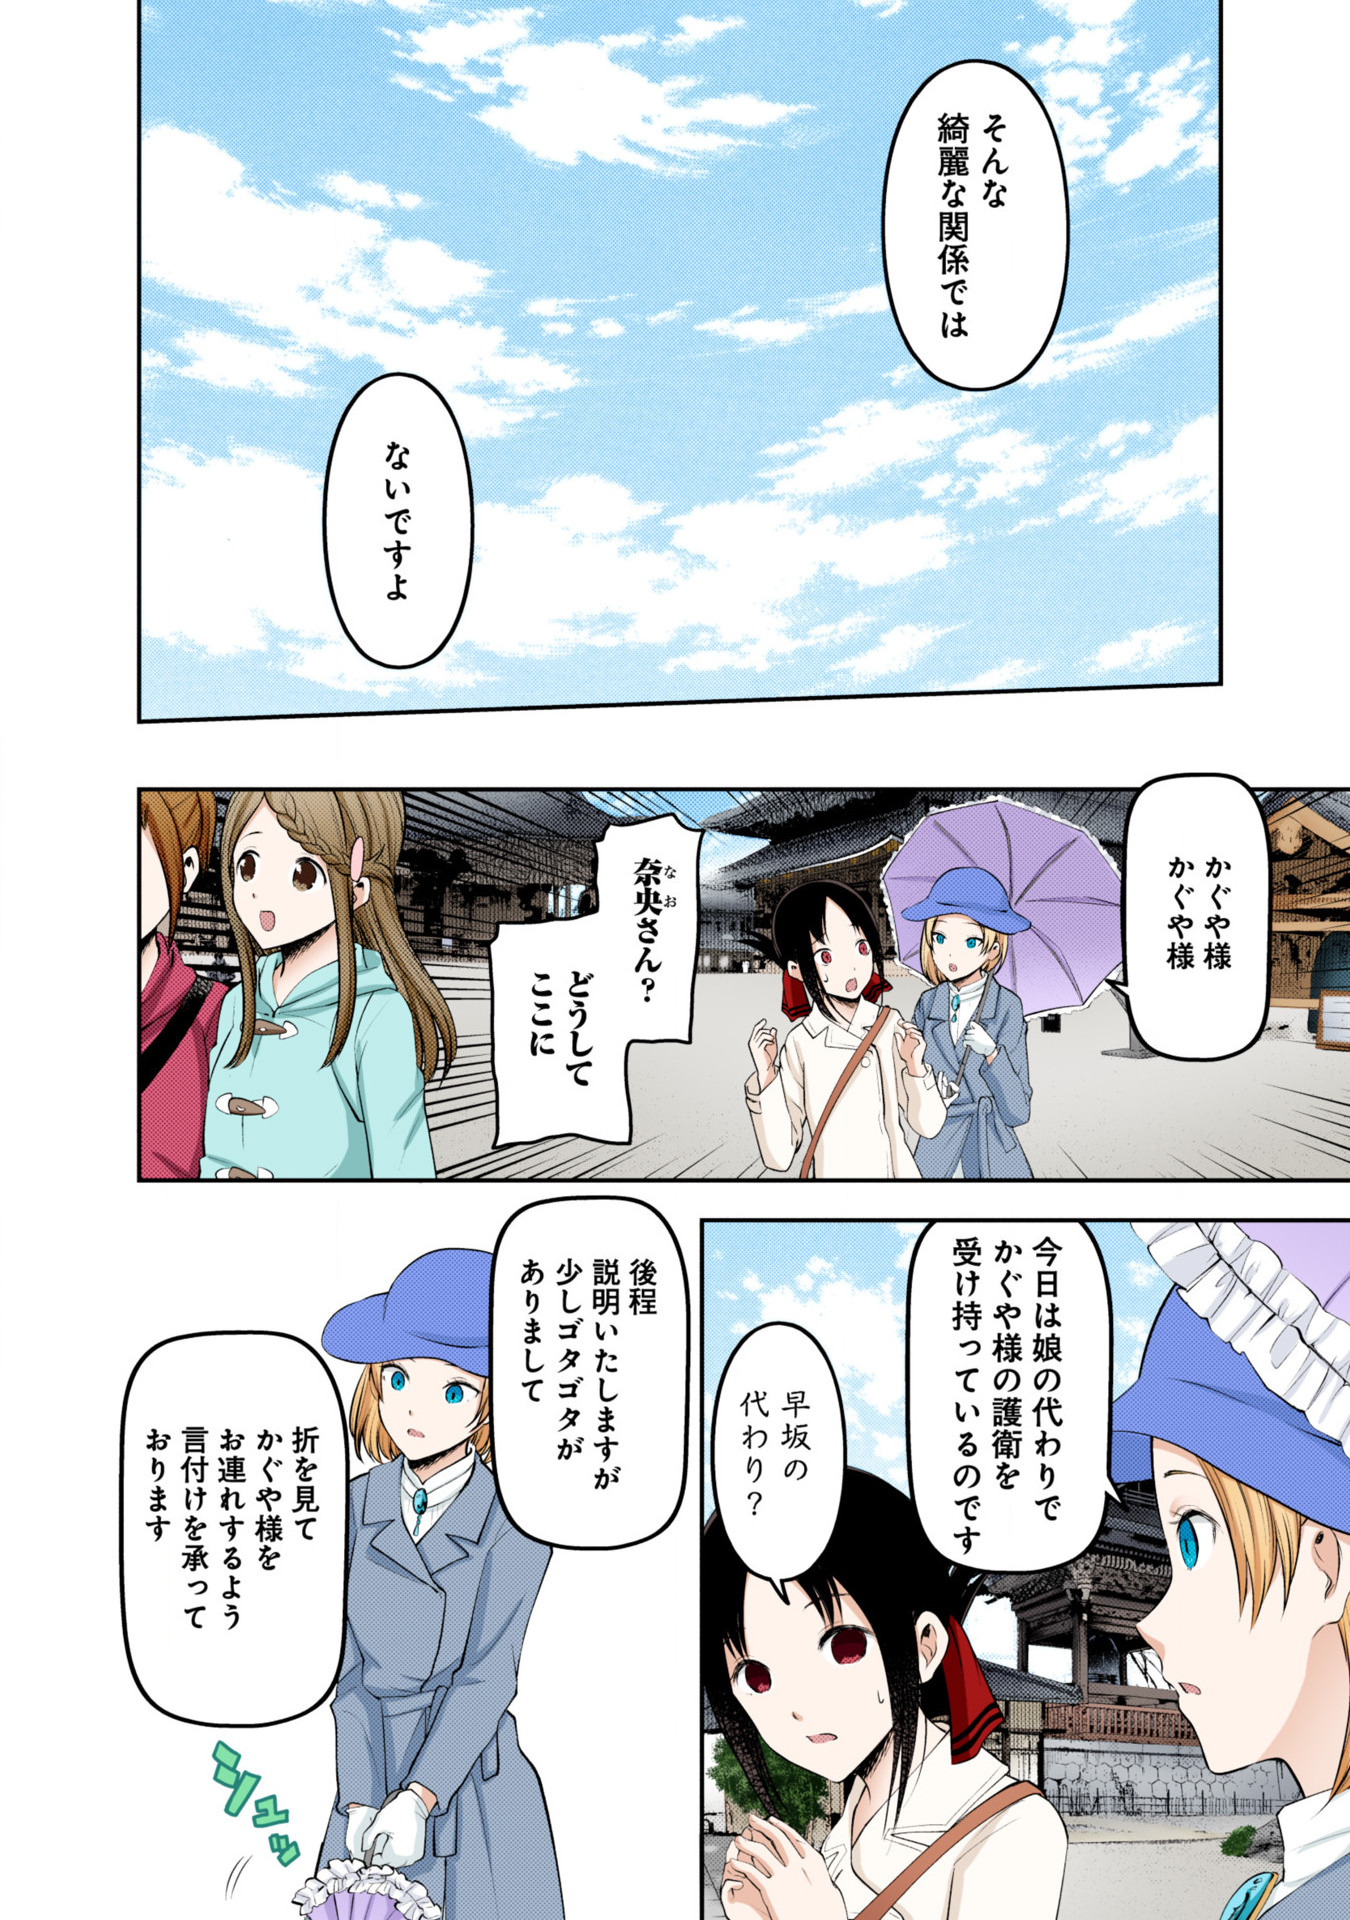 そんな
綺麗な関係では
ないですよ
かぐや様
かぐや様
奈央さん？
なお
どうして
ここに
今日は娘の代わりで
かぐや様の護衛を
受け持っているのです
早坂の
代わり？
後程
説明いたしますが
少しゴタゴタが
ありまして
折を見て
かぐや様を
お連れするよう
言付けを承って
おります
シュッ